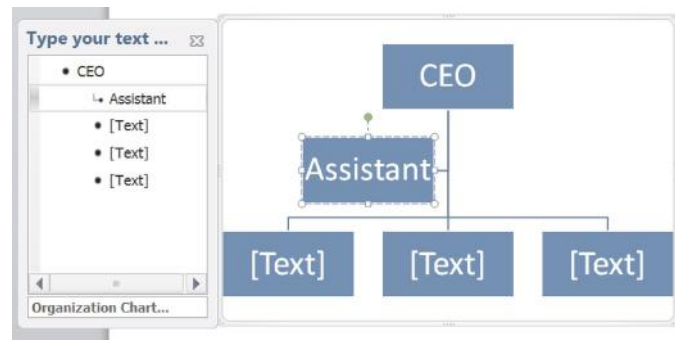 Type your text ...
CEO
Assistant
[Text]
[Text]
[Text]
Organization Chart...
CEO
Assistant
[Text] [Text] [Text]